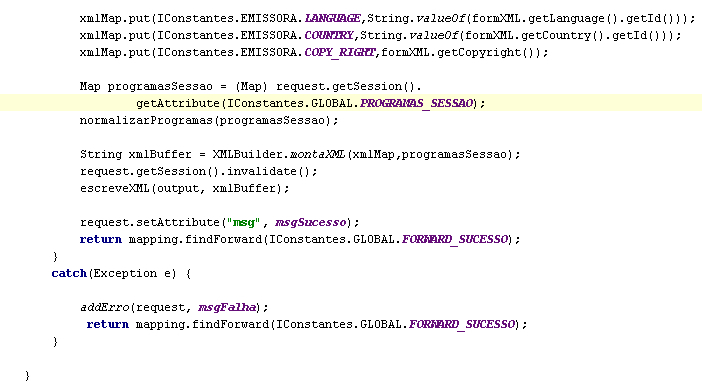 xmlMap.put(IConstantes.EMISSORA.LANGUAGE,String.valueOf(formXML.getLanguage().getId()));
xmlMap.put(IConstantes.EMISSORA.COUNTRY,String.valueOf(formXML.getCountry().getId()));
xmlMap.put(IConstantes.EMISSORA.COPY_RIGHT,formXML.getCopyright());
Map programasSessao = (Map) request.getSession().
getAttribute(IConstantes.GLOBAL.PROGRAMAS_SESSAO);
normalizarProgramas(programasSessao);
String xmlBuffer = XMLBuilder.montaXML(xmlMap,programasSessao);
request.getSession().invalidate();
escreveXML(output, xmlBuffer);
request.setAttribute("msg", msgSucesso);
return mapping.findForward(IConstantes.GLOBAL.FORWARD_SUCESSO);
}
catch(Exception e) {
addErro(request, msgFalha);
return mapping.findForward(IConstantes.GLOBAL.FORWARD_SUCESSO);
}
}